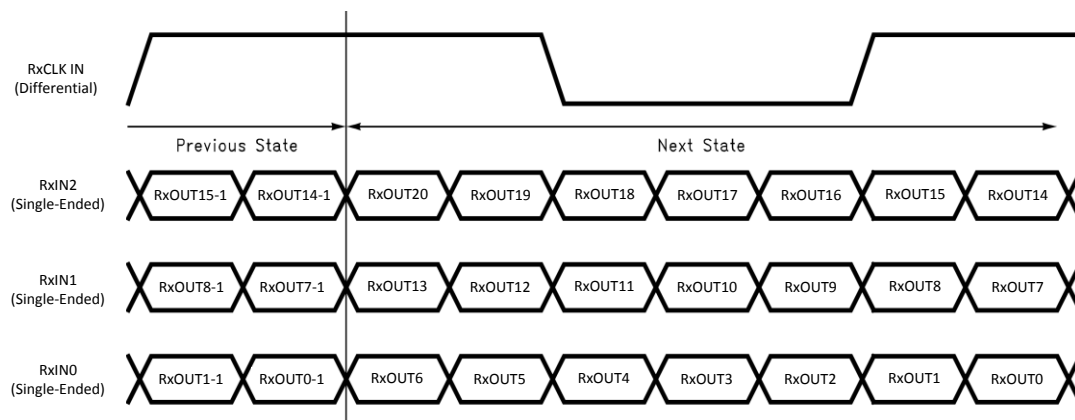 RxCLK IN
(Differential)
Previous State
Next State
RxIN2
(Single-Ended)
RxOUT15-1
RxOUT14-1
RxOUT20
RxOUT19
RxOUT18
RxOUT17
RxOUT16
RxOUT15
RxOUT14
RxIN1
(Single-Ended)
RxOUT8-1
RxOUT7-1
RxOUT13
RxOUT12
RxOUT11
RxOUT10
RxOUT9
RxOUT8
RxOUT7
RxIN0
(Single-Ended)
RxOUT1-1
RxOUT0-1
RxOUT6
RxOUT5
RxOUT4
RxOUT3
RxOUT2
RxOUT1
RxOUT0